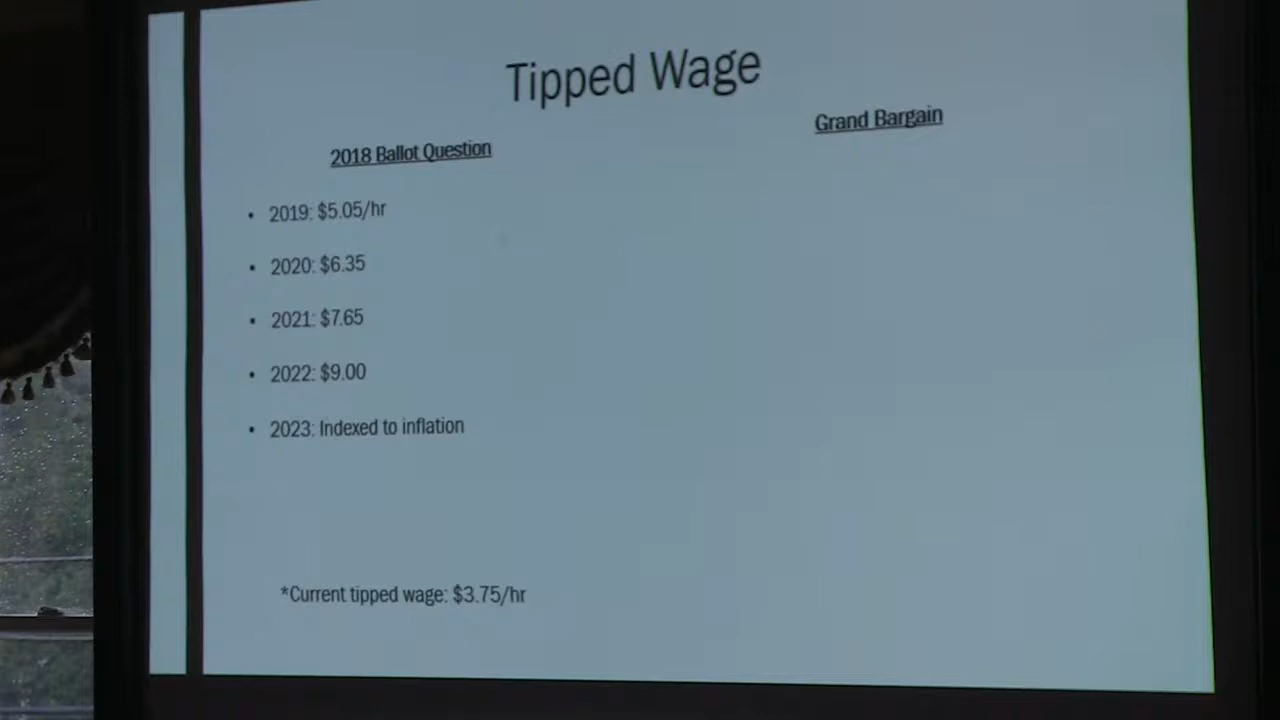 Tipped Wage
2018 Ballot Question
• 2019: $5.05/hr
• 2020: $6.35
• 2021: $7.65
• 2022: $9.00
• 2023: Indexed to inflation
*Current tipped wage: $3.75/hr
Grand Bargain